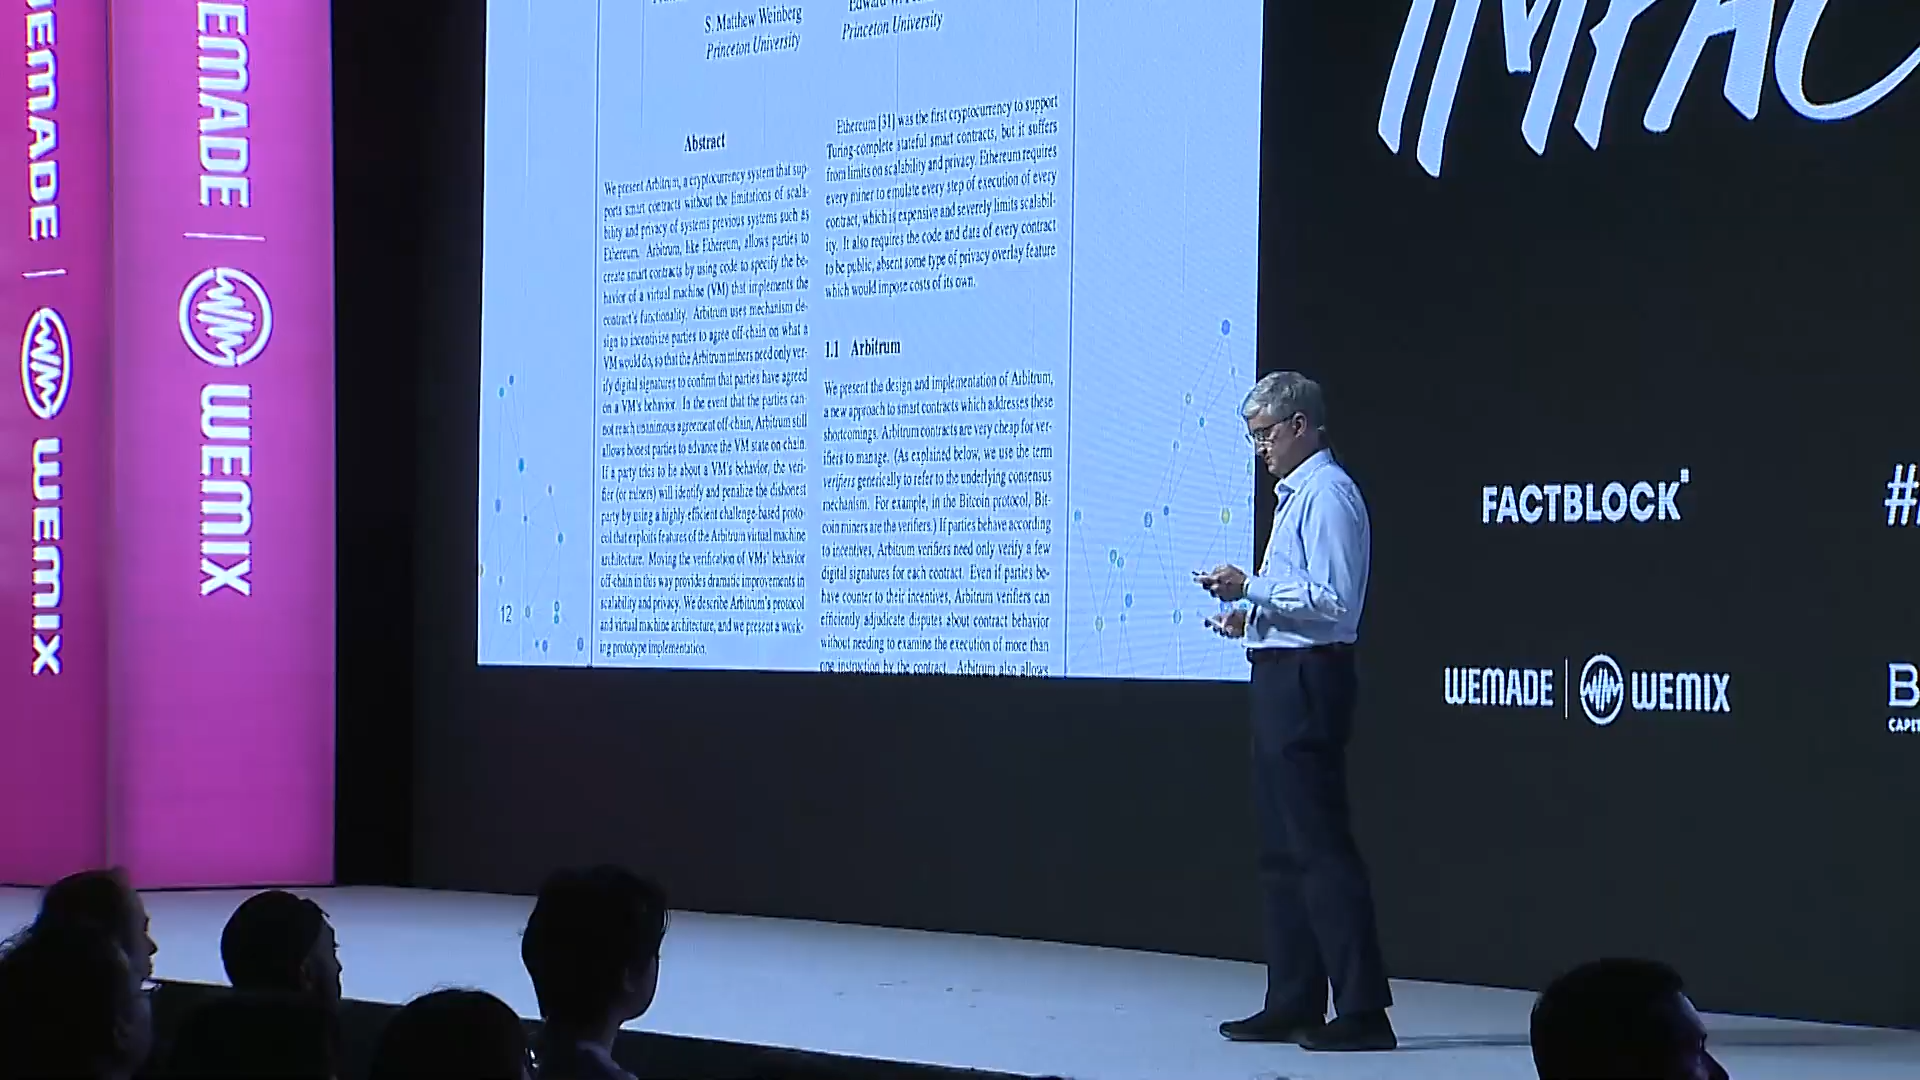 WEMADE
WEMIX
WEMADE
WEMIX
S. Matthew Weinberg
Princeton University
Princeton University
Abstract
We present Arbitrum, a cryptocurrency system that sup-
ports smart contracts without the limitations of scala-
bility and privacy of systems previous systems such as
Ethereum. Arbitrum, like Ethereum, allows parties to
create smart contracts by using code to specify the be-
havior of a virtual machine (VM) that implements the
contract's functionality. Arbitrum uses mechanism de-
sign to incentivize parties to agree off-chain on what a
VM would do, so that the Arbitrum miners need only ver-
ify digital signatures to confirm that parties have agreed
on a VM's behavior. In the event that the parties can-
not reach unanimous agreement off-chain, Arbitrum still
allows honest parties to advance the VM state on-chain.
If a party tries to lie about a VM's behavior, the veri-
fier (or miners) will identify and penalize the dishonest
party by using a highly-efficient challenge-based proto-
col that exploits features of the Arbitrum virtual machine
architecture. Moving the verification of VMs' behavior
off-chain in this way provides dramatic improvements in
scalability and privacy. We describe Arbitrum's protocol
and virtual machine architecture, and we present a work-
ing prototype implementation.
Ethereum [31] was the first cryptocurrency to support
Turing-complete stateful smart contracts, but it suffers
from limits on scalability and privacy. Ethereum requires
every miner to emulate every step of execution of every
contract, which is expensive and severely limits scalabil-
ity. It also requires the code and data of every contract
to be public, absent some type of privacy overlay feature
which would impose costs of its own.
1.1 Arbitrum
We present the design and implementation of Arbitrum,
a new approach to smart contracts which addresses these
shortcomings. Arbitrum contracts are very cheap for ver-
ifiers to manage. (As explained below, we use the term
verifiers generically to refer to the underlying consensus
mechanism. For example, in the Bitcoin protocol, Bit-
coin miners are the verifiers.) If parties behave according
to incentives, Arbitrum verifiers need only verify a few
digital signatures for each contract. Even if parties be-
have counter to their incentives, Arbitrum verifiers can
efficiently adjudicate disputes about contract behavior
without needing to examine the execution of more than
one instruction by the contract. Arbitrum also allows
12
IMPAC
FACTBLOCK
#
WEMADE WEMIX
B
CAPIT